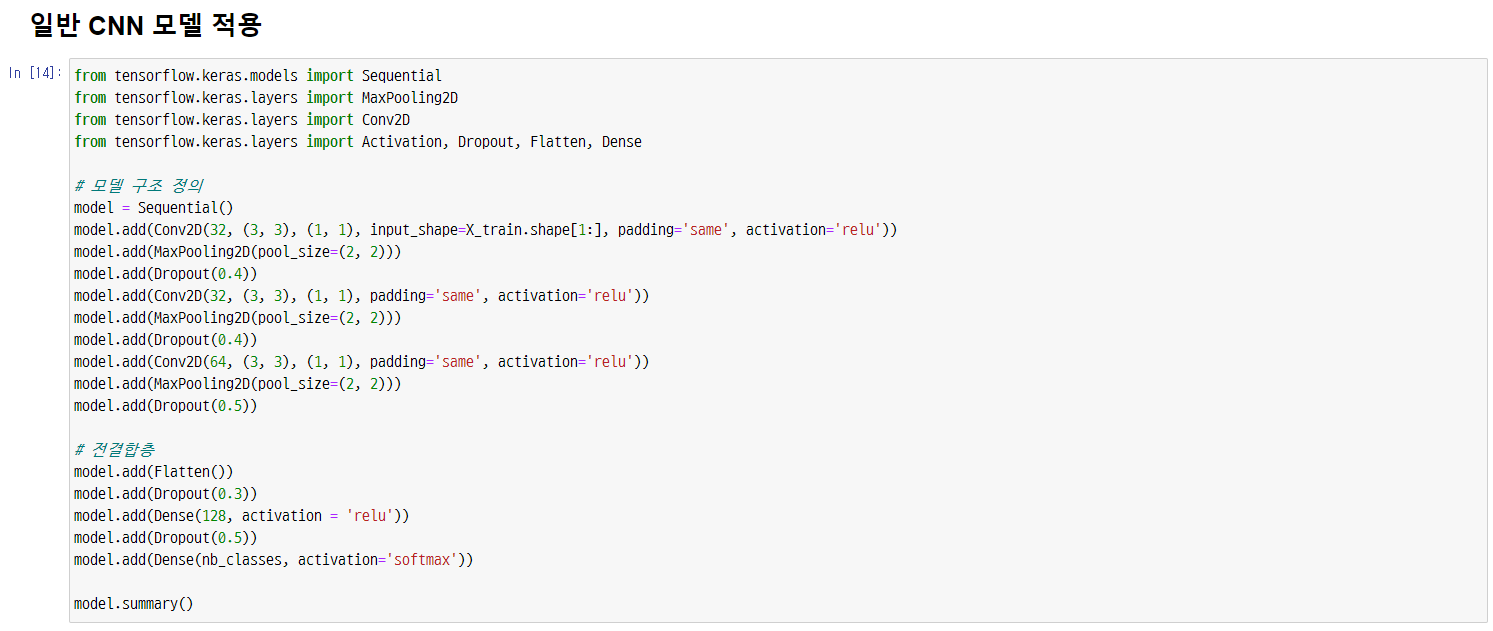 일반 CNN 모델 적용
In [14]:
from tensorflow.keras.models import Sequential
from tensorflow.keras.layers import MaxPooling2D
from tensorflow.keras.layers import Conv2D
from tensorflow.keras.layers import Activation, Dropout, Flatten, Dense
# 모델 구조 정의
model = Sequential()
model.add(Conv2D(32, (3, 3), (1, 1), input_shape=X_train.shape[1:], padding='same', activation='relu'))
model.add(MaxPooling2D(pool_size=(2, 2)))
model.add(Dropout(0.4))
model.add(Conv2D(32, (3, 3), (1, 1), padding='same', activation='relu'))
model.add(MaxPooling2D(pool_size=(2, 2)))
model.add(Dropout(0.4))
model.add(Conv2D(64, (3, 3), (1, 1), padding='same', activation='relu'))
model.add(MaxPooling2D(pool_size=(2, 2)))
model.add(Dropout(0.5))
# 전결합층
model.add(Flatten())
model.add(Dropout(0.3))
model.add(Dense(128, activation = 'relu'))
model.add(Dropout(0.5))
model.add(Dense(nb_classes, activation='softmax'))
model.summary()